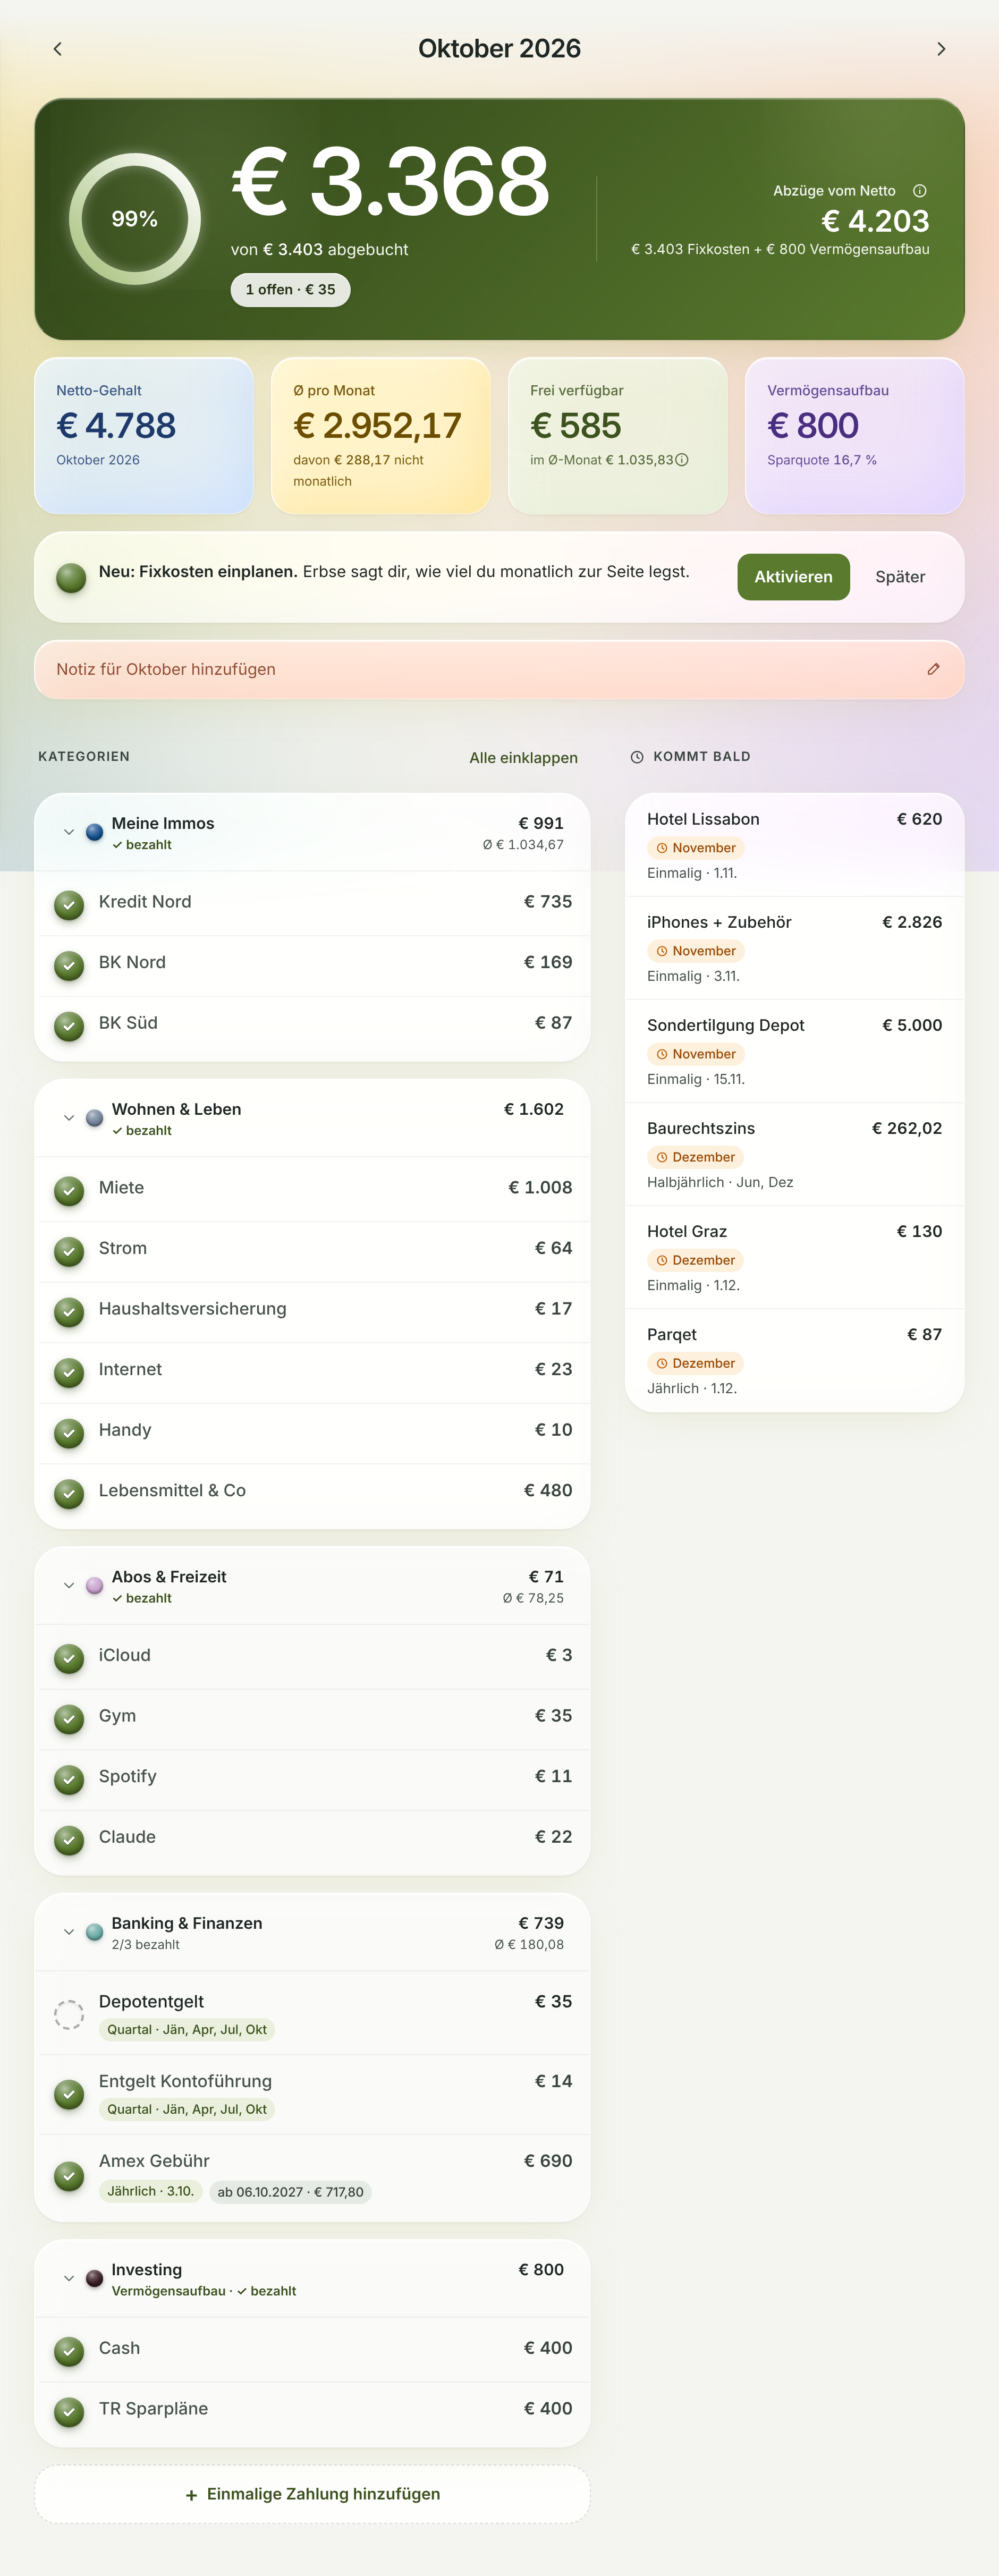 Oktober 2026
99%
€ 3.368
von € 3.403 abgebucht
1 offen · € 35
Abzüge vom Netto
€ 4.203
€ 3.403 Fixkosten + € 800 Vermögensaufbau
Netto-Gehalt
€ 4.788
Oktober 2026
Ø pro Monat
€ 2.952,17
davon € 288,17 nicht
monatlich
Frei verfügbar
€ 585
im Ø-Monat € 1.035,83
Vermögensaufbau
€ 800
Sparquote 16,7 %
Neu: Fixkosten einplanen. Erbse sagt dir, wie viel du monatlich zur Seite legst.
Aktivieren
Später
Notiz für Oktober hinzufügen
KATEGORIEN
Alle einklappen
Meine Immos
€ 991
✓ bezahlt
Ø € 1.034,67
Kredit Nord
€ 735
BK Nord
€ 169
BK Süd
€ 87
Wohnen & Leben
€ 1.602
✓ bezahlt
Miete
€ 1.008
Strom
€ 64
Haushaltsversicherung
€ 17
Internet
€ 23
Handy
€ 10
Lebensmittel & Co
€ 480
Abos & Freizeit
€ 71
✓ bezahlt
Ø € 78,25
iCloud
€ 3
Gym
€ 35
Spotify
€ 11
Claude
€ 22
Banking & Finanzen
€ 739
2/3 bezahlt
Ø € 180,08
Depotentgelt
€ 35
Quartal · Jän, Apr, Jul, Okt
Entgelt Kontoführung
€ 14
Quartal · Jän, Apr, Jul, Okt
Amex Gebühr
€ 690
Jährlich · 3.10.
ab 06.10.2027 · € 717,80
Investing
€ 800
Vermögensaufbau · ✓ bezahlt
Cash
€ 400
TR Sparpläne
€ 400
+ Einmalige Zahlung hinzufügen
KOMMT BALD
Hotel Lissabon
€ 620
November
Einmalig · 1.11.
iPhones + Zubehör
€ 2.826
November
Einmalig · 3.11.
Sondertilgung Depot
€ 5.000
November
Einmalig · 15.11.
Baurechtszins
€ 262,02
Dezember
Halbjährlich · Jun, Dez
Hotel Graz
€ 130
Dezember
Einmalig · 1.12.
Parqet
€ 87
Dezember
Jährlich · 1.12.